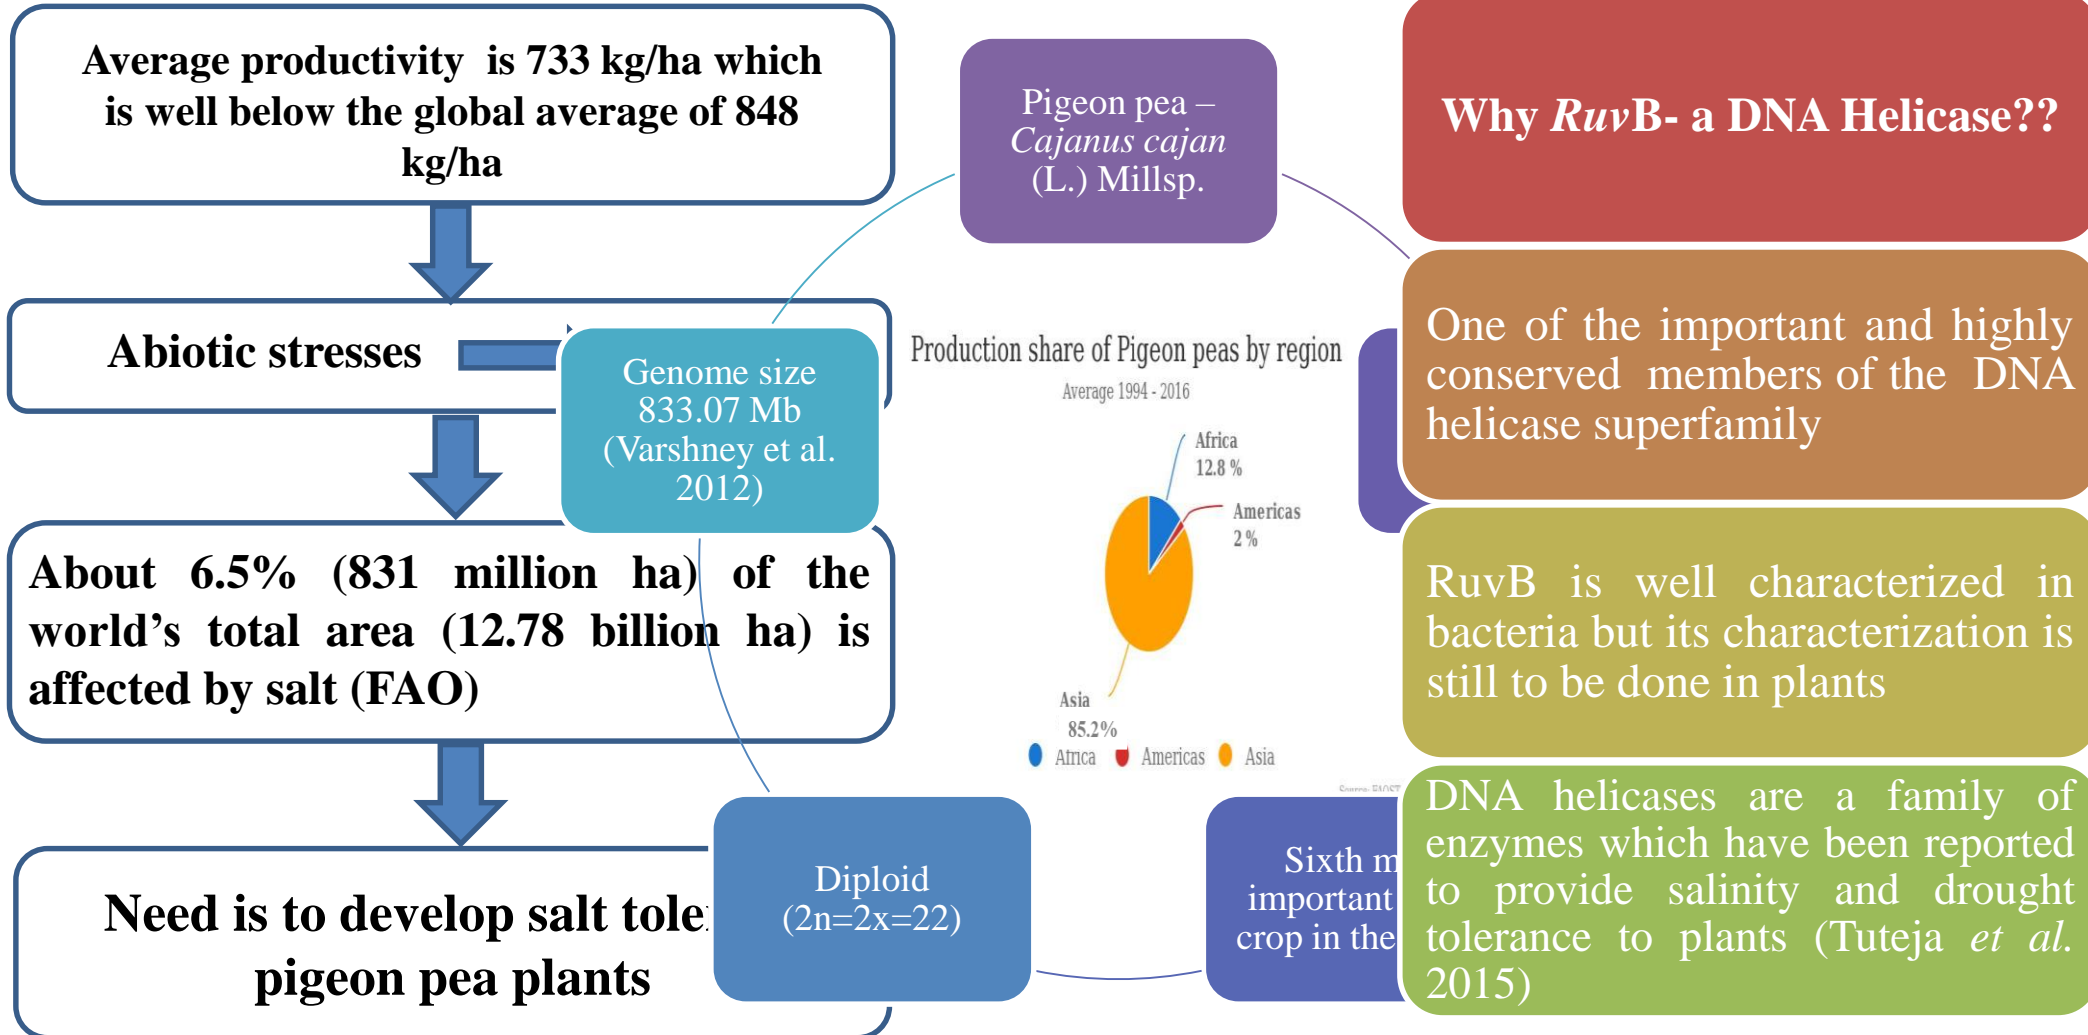 Average productivity is 733 kg/ha which
is well below the global average of 848
kg/ha
Abiotic stresses
About 6.5% (831 million ha) of the
world's total area (12.78 billion ha) is
affected by salt (FAO)
Need is to develop salt
pigeon pea plants
Pigeon pea –
Cajanus cajan
(L.) Millsp.
Genome size
833.07 Mb
(Varshney et al.
2012)
Diploid
(2n=2x=22)
Sixth
important
crop in the
Production share of Pigeon peas by region
Average 1994 - 2016
Africa
12.8 %
Americas
2 %
Asia
85.2%
Africa Americas Asia
Why RuvB- a DNA Helicase??
One of the important and highly
conserved members of the DNA
helicase superfamily
RuvB is well characterized in
bacteria but its characterization is
still to be done in plants
DNA helicases are a family of
enzymes which have been reported
to provide salinity and drought
tolerance to plants (Tuteja et al.
2015)